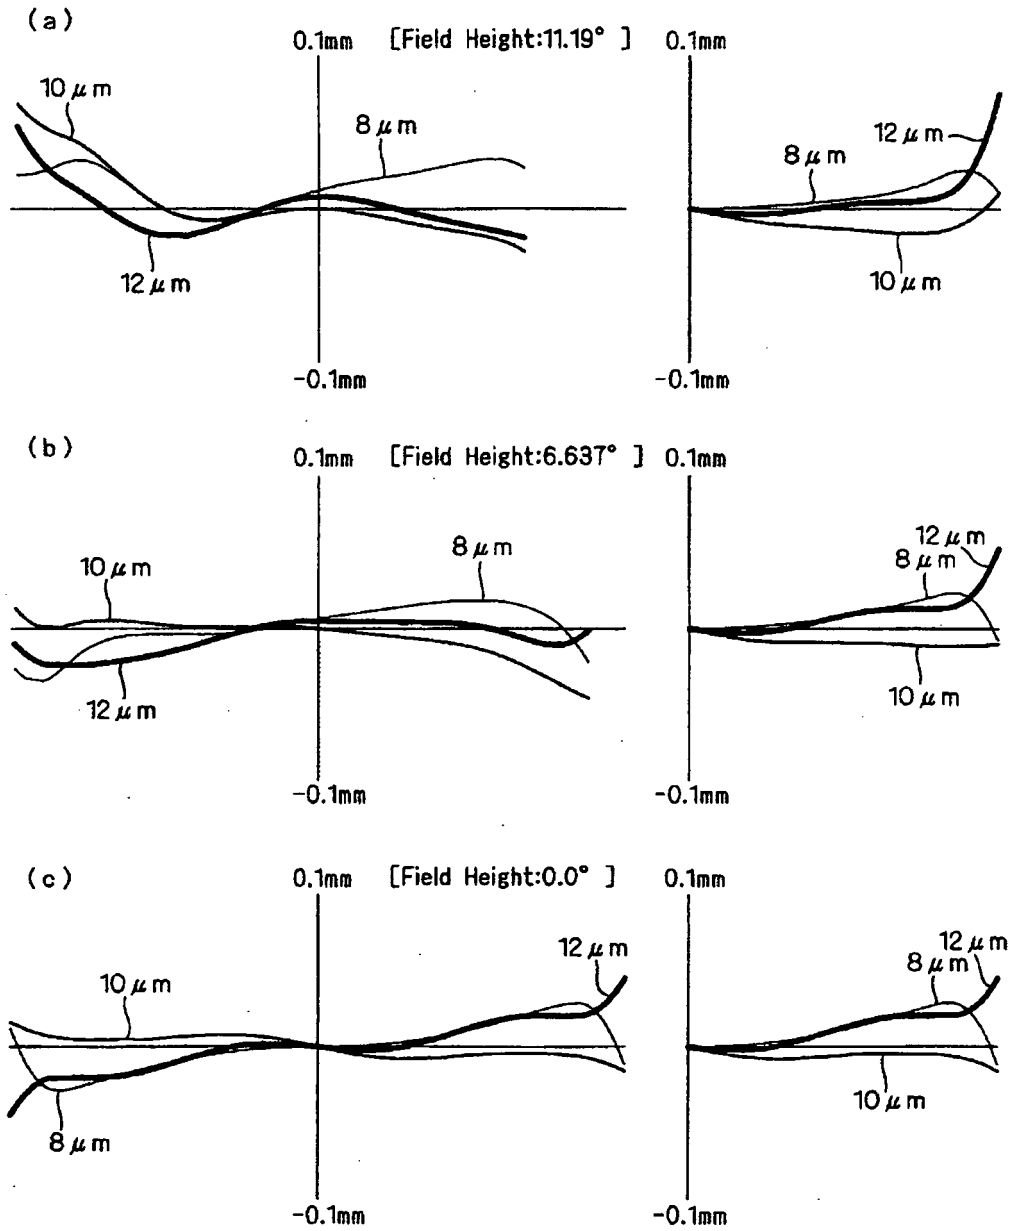 (a)
0.1mm [Field Height:11.19° ] 0.1mm
10 μm
8 μm
12 μm
8 μm
12 μm
10 μm
-0.1mm
-0.1mm
(b)
0.1mm [Field Height:6.637° ] 0.1mm
10 μm
8 μm
12 μm
8 μm
12 μm
10 μm
-0.1mm
-0.1mm
(c)
0.1mm [Field Height:0.0° ] 0.1mm
10 μm
12 μm
12 μm
8 μm
8 μm
10 μm
-0.1mm
-0.1mm